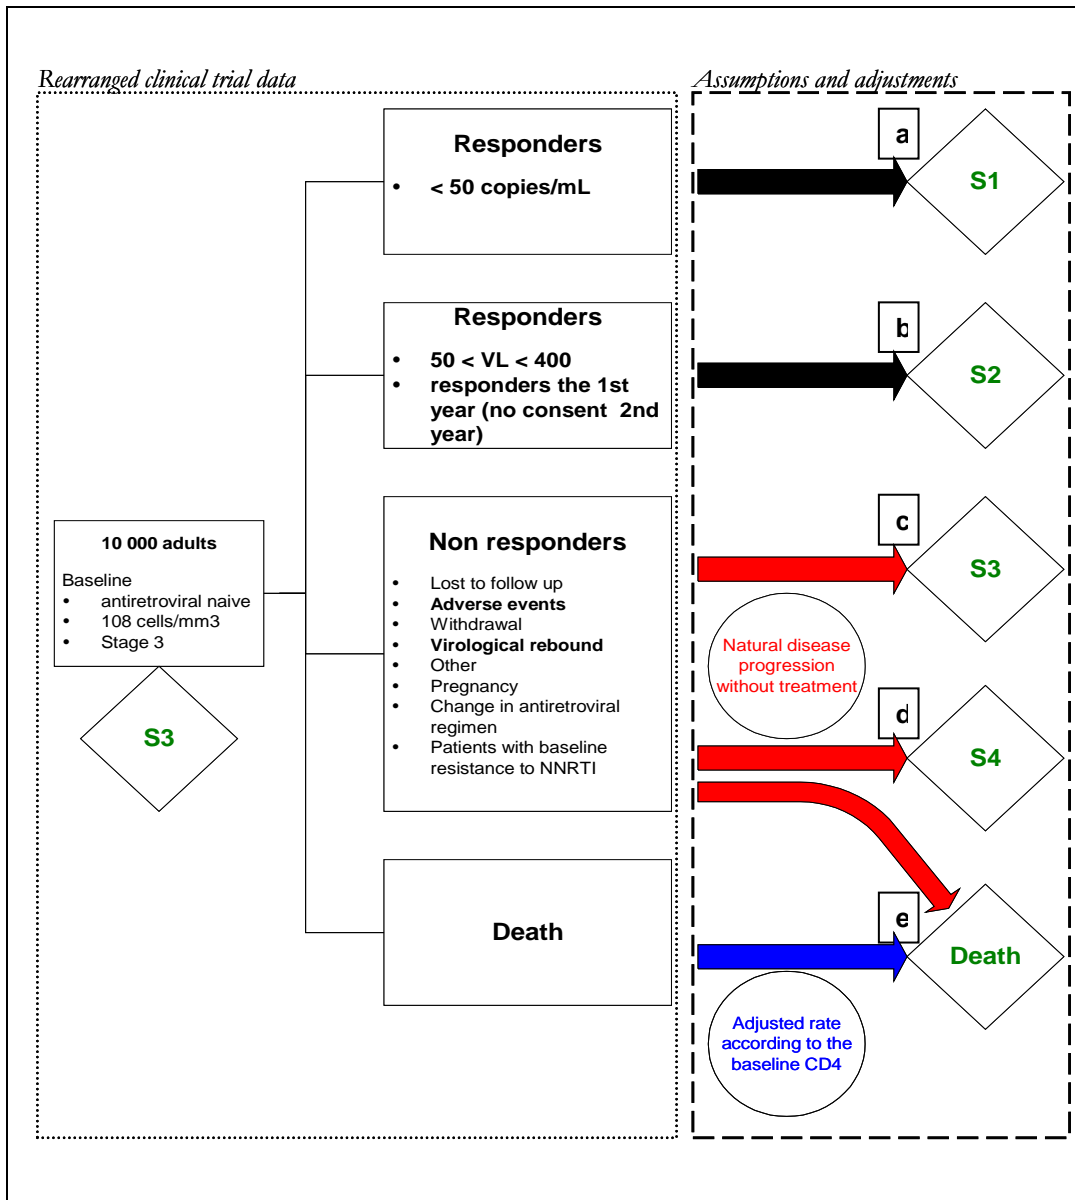 Rearranged clinical trial data
Assumptions and adjustments
Responders
• < 50 copies/mL
a
S1
Responders
• 50 < VL < 400
• responders the 1st
year (no consent 2nd
year)
b
S2
10 000 adults
Baseline
• antiretroviral naive
• 108 cells/mm3
• Stage 3
S3
Non responders
• Lost to follow up
• Adverse events
• Withdrawal
• Virological rebound
• Other
• Pregnancy
• Change in antiretroviral
regimen
• Patients with baseline
resistance to NNRTI
c
S3
Natural disease
progression
without treatment
d
S4
Death
e
Death
Adjusted rate
according to the
baseline CD4